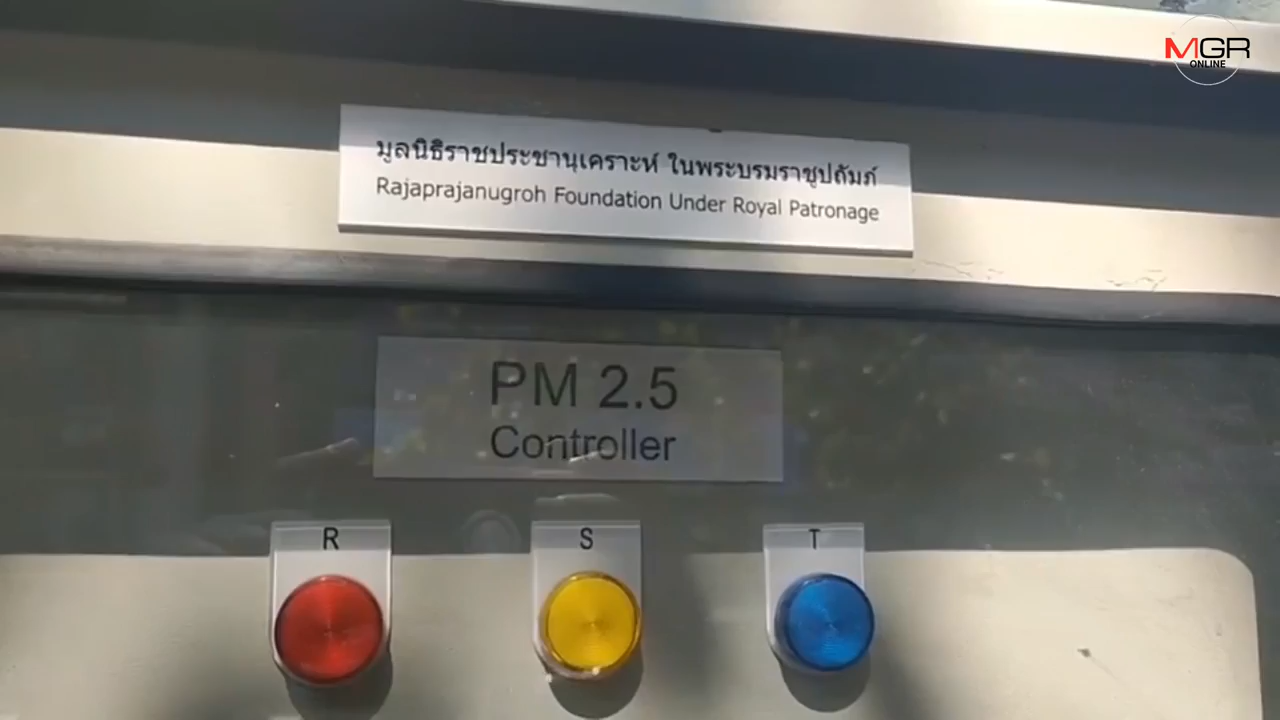 MGR
ONLINE
มูลนิธิราชประชานุเคราะห์ ในพระบรมราชูปถัมภ์
Rajaprajanugroh Foundation Under Royal Patronage
PM 2.5
Controller
R S T